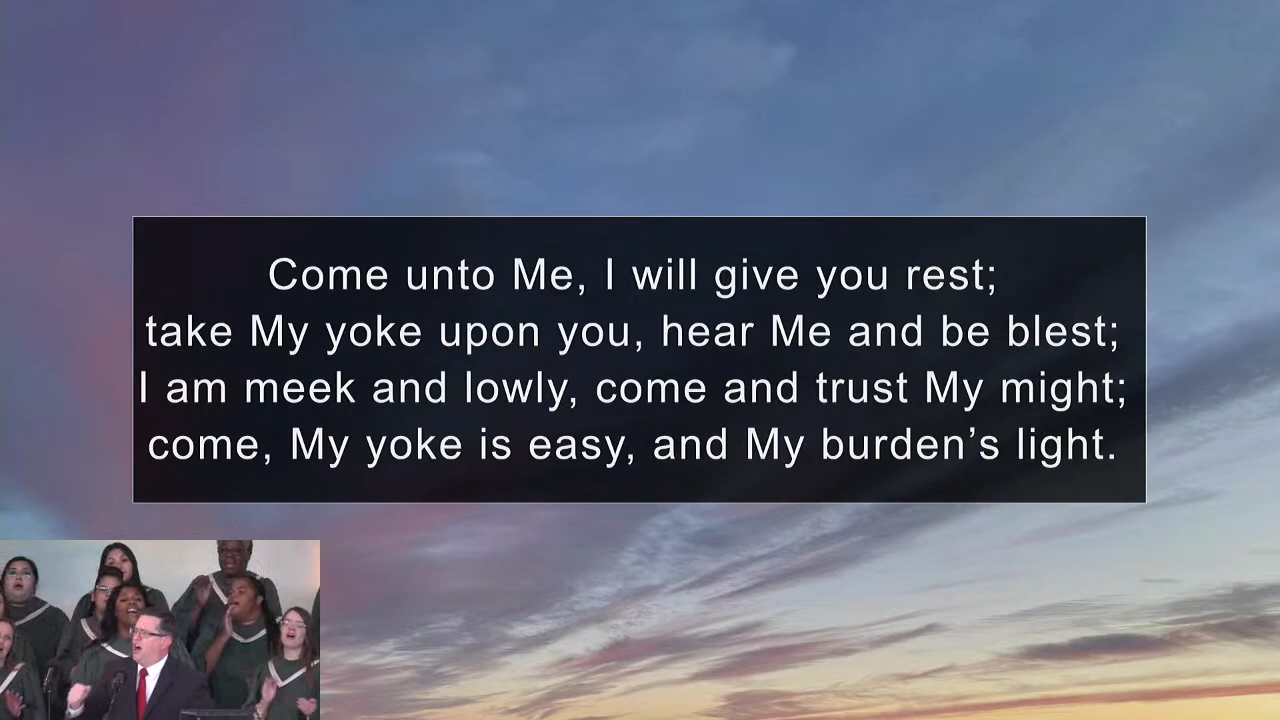 Come unto Me, I will give you rest;
take My yoke upon you, hear Me and be blest;
I am meek and lowly, come and trust My might;
come, My yoke is easy, and My burden’s light.